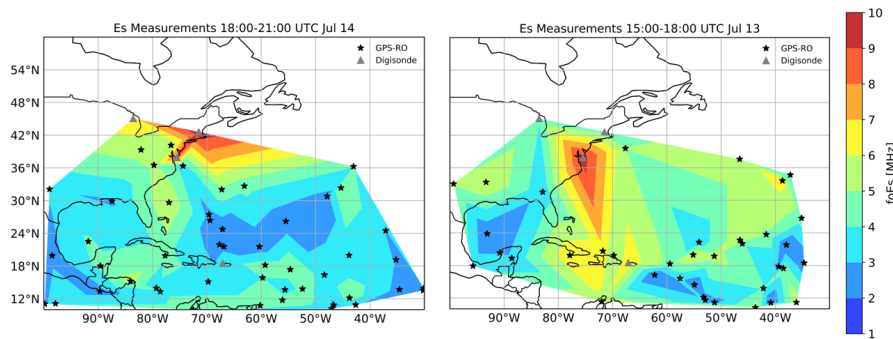 Es Measurements 18:00-21:00 UTC Jul 14
GPS-RO
Digisonde
54°N
48°N
42°N
36°N
30°N
24°N
18°N
12°N
90°W 80°W 70°W 60°W 50°W 40°W
Es Measurements 15:00-18:00 UTC Jul 13
GPS-RO
Digisonde
90°W 80°W 70°W 60°W 50°W 40°W
10
9
8
7
6
5
4
3
2
1
foEs [MHz]